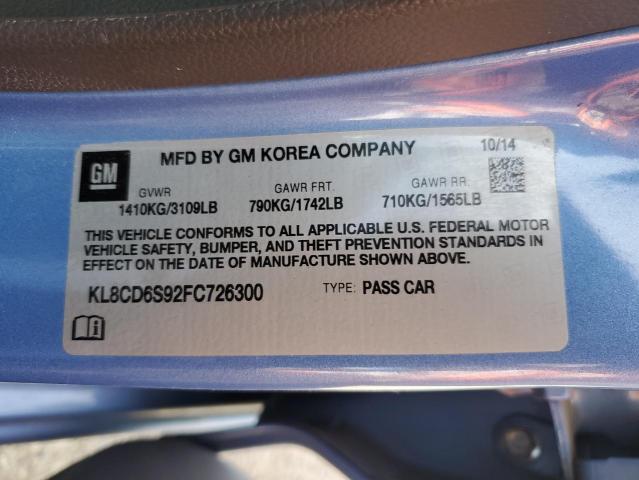 GM
MFD BY GM KOREA COMPANY 10/14
GVWR GAWR FRT. GAWR RR.
1410KG/3109LB 790KG/1742LB 710KG/1565LB
THIS VEHICLE CONFORMS TO ALL APPLICABLE U.S. FEDERAL MOTOR
VEHICLE SAFETY, BUMPER, AND THEFT PREVENTION STANDARDS
IN EFFECT ON THE DATE OF MANUFACTURE SHOWN ABOVE.
KL8CD6S92FC726300 TYPE: PASS CAR